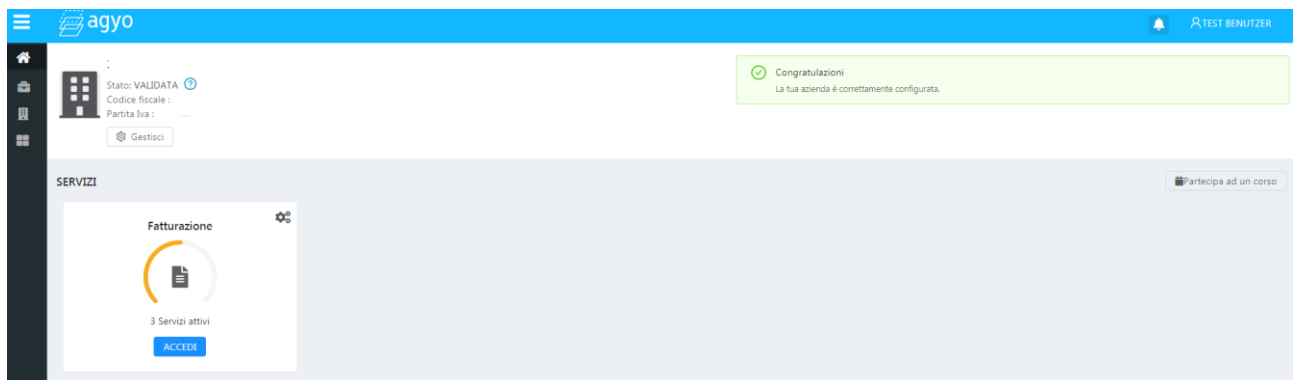 agyo
TEST BENUTZER
:
Stato: VALIDATA ?
Codice fiscale :
Partita Iva :
Gestisci
Congratulazioni
La tua azienda è correttamente configurata.
SERVIZI
Partecipa ad un corso
Fatturazione
3 Servizi attivi
ACCEDI